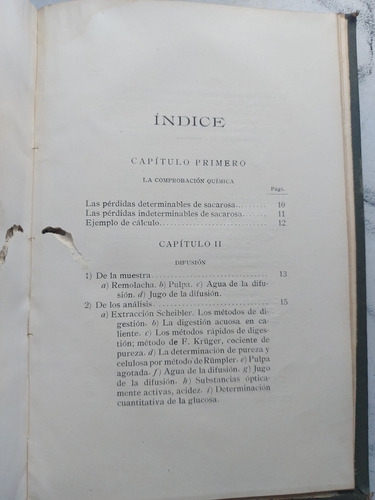 ÍNDICE
CAPÍTULO PRIMERO
LA COMPROBACIÓN QUÍMICA
Págs.
Las pérdidas determinables de sacarosa. 10
Las pérdidas indeterminables de sacarosa. 11
Ejemplo de cálculo. 12
CAPÍTULO II
DIFUSIÓN
1) De la muestra 13
a) Remolacha. b) Pulpa. c) Agua de la difu-
sión. d) Jugo de la difusión.
2) De los análisis 15
a) Extracción Scheibler. Los métodos de di-
gestión. b) La digestión acuosa en ca-
liente. c) Los métodos rápidos de diges-
tión; método de F. Krüger, cociente de
pureza. d) La determinación de pureza y
celulosa por método de Rümpler. e) Pulpa
agotada. f) Agua de la difusión. g) Jugo
de la difusión. h) Substancias óptica-
mente activas, acidez. i) Determinación
cuantitativa de la glucosa.